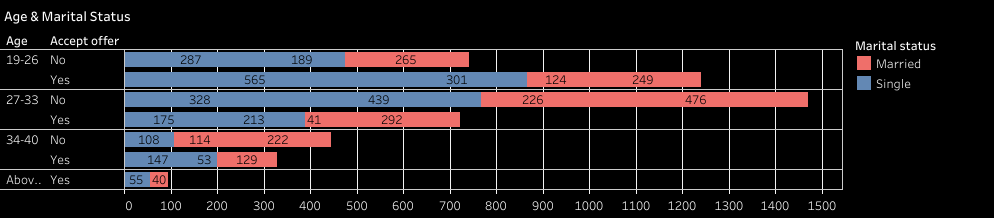 Age & Marital Status
Age Accept offer
Marital status
Married
Single
19-26 No 287 189 265
Yes 565 301 124 249
27-33 No 328 439 226 476
Yes 175 213 41 292
34-40 No 108 114 222
Yes 147 53 129
Abov.. Yes 55 40
0 100 200 300 400 500 600 700 800 900 1000 1100 1200 1300 1400 1500